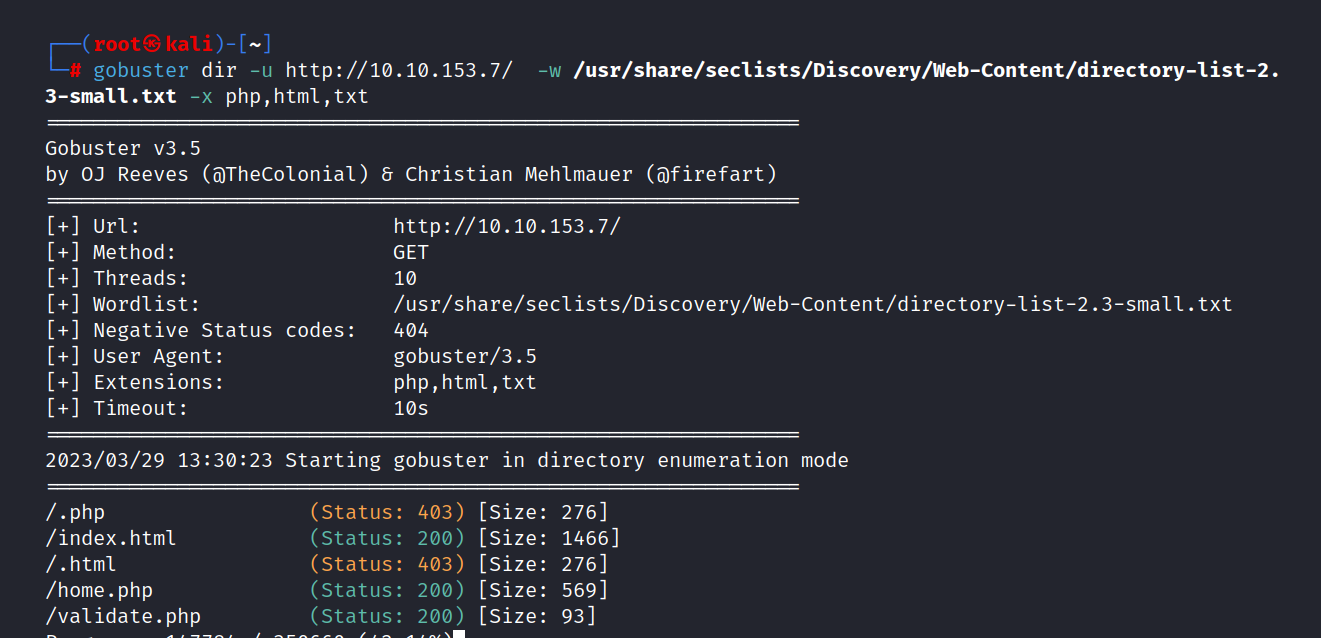 ┌──(root㉿kali)-[~]
└─# gobuster dir -u http://10.10.153.7/  -w /usr/share/seclists/Discovery/Web-Content/directory-list-2.
3-small.txt -x php,html,txt
===============================================================
Gobuster v3.5
by OJ Reeves (@TheColonial) & Christian Mehlmauer (@firefart)
===============================================================
[+] Url:                     http://10.10.153.7/
[+] Method:                  GET
[+] Threads:                 10
[+] Wordlist:                /usr/share/seclists/Discovery/Web-Content/directory-list-2.3-small.txt
[+] Negative Status codes:   404
[+] User Agent:              gobuster/3.5
[+] Extensions:              php,html,txt
[+] Timeout:                 10s
===============================================================
2023/03/29 13:30:23 Starting gobuster in directory enumeration mode
===============================================================
/.php                 (Status: 403) [Size: 276]
/index.html           (Status: 200) [Size: 1466]
/.html                (Status: 403) [Size: 276]
/home.php             (Status: 200) [Size: 569]
/validate.php         (Status: 200) [Size: 93]